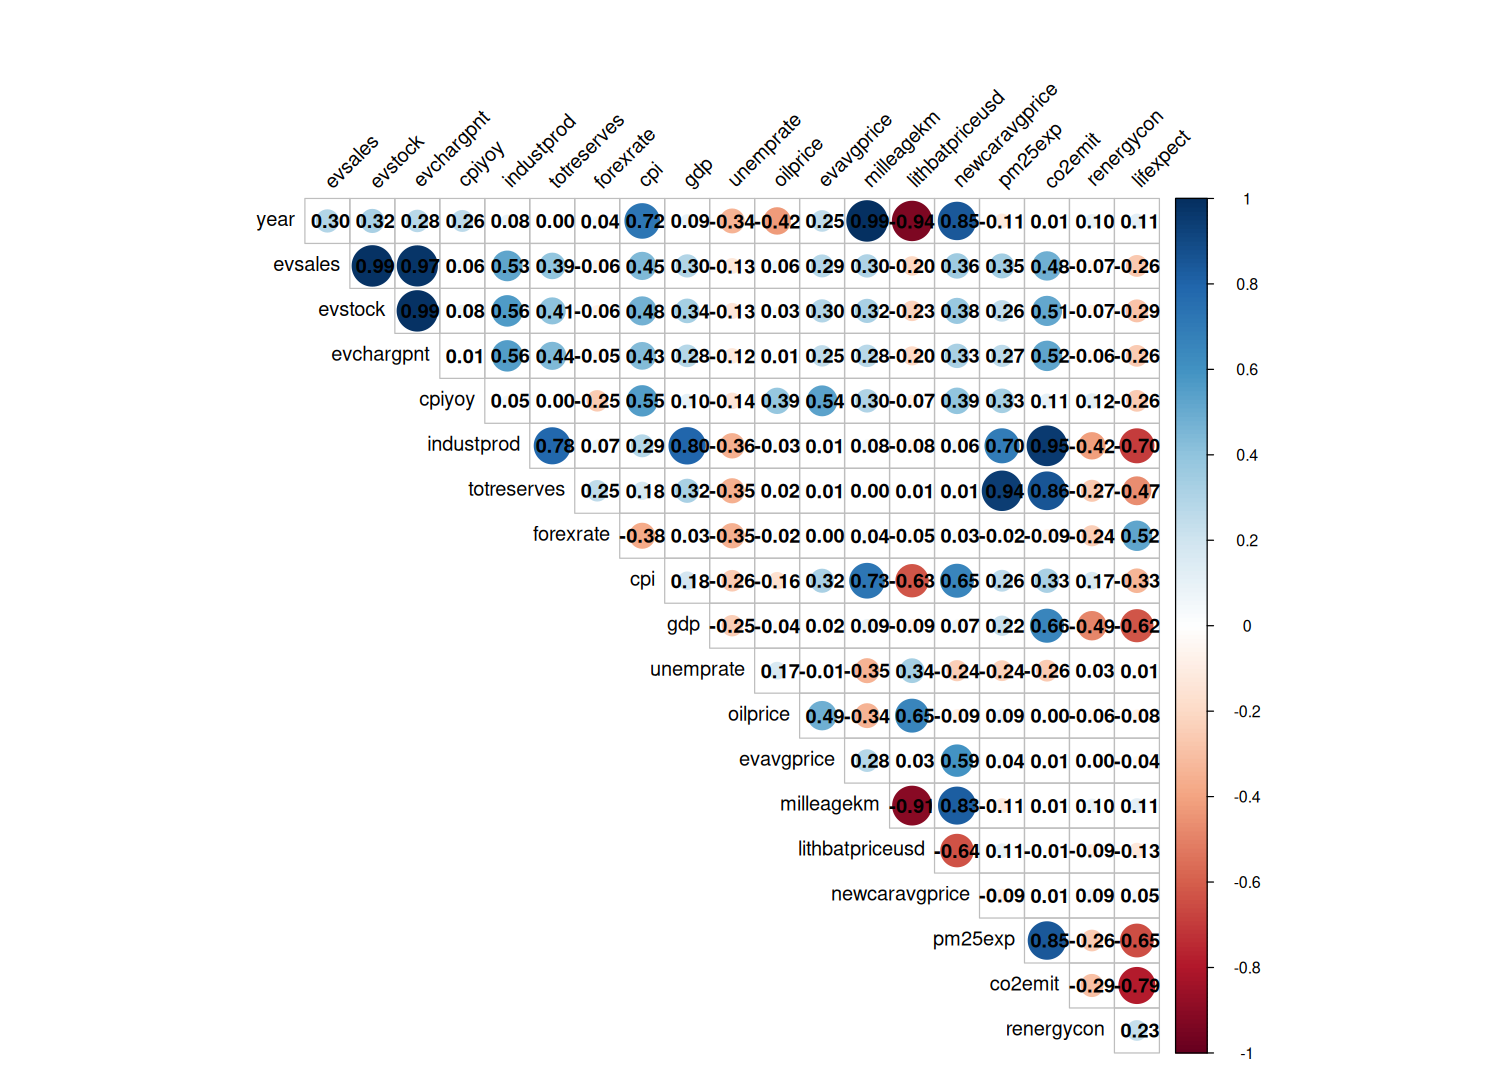 evsales evstock evchargpnt cpiyoy industprod totreserves forexrate cpi gdp unemprate oilprice evavgprice milleagekm lithbatpriceusd newcaravgprice pm25exp co2emit renergycon lifexpect
year 0.30 0.32 0.28 0.26 0.08 0.00 0.04 0.72 0.09 -0.34 -0.42 0.25 0.99 -0.94 0.85 -0.11 0.01 0.10 0.11
evsales 0.99 0.97 0.06 0.53 0.39 -0.06 0.45 0.30 -0.13 0.06 0.29 0.30 -0.20 0.36 0.35 0.48 -0.07 -0.26
evstock 0.99 0.08 0.56 0.41 -0.06 0.48 0.34 -0.13 0.03 0.30 0.32 -0.23 0.38 0.26 0.51 -0.07 -0.29
evchargpnt 0.01 0.56 0.44 -0.05 0.43 0.28 -0.12 0.01 0.25 0.28 -0.20 0.33 0.27 0.52 -0.06 -0.26
cpiyoy 0.05 0.00 -0.25 0.55 0.10 -0.14 0.39 0.54 0.30 -0.07 0.39 0.33 0.11 0.12 -0.26
industprod 0.78 0.07 0.29 0.80 -0.36 -0.03 0.01 0.08 -0.08 0.06 0.70 0.95 -0.42 -0.70
totreserves 0.25 0.18 0.32 -0.35 0.02 0.01 0.00 0.01 0.01 0.94 0.86 -0.27 -0.47
forexrate -0.38 0.03 -0.35 -0.02 0.00 0.04 -0.05 0.03 -0.02 -0.09 -0.24 0.52
cpi 0.18 -0.26 -0.16 0.32 0.73 -0.63 0.65 0.26 0.33 0.17 -0.33
gdp -0.25 -0.04 0.02 0.09 -0.09 0.07 0.22 0.66 -0.49 -0.62
unemprate 0.17 -0.01 -0.35 0.34 -0.24 -0.24 -0.26 0.03 0.01
oilprice 0.49 -0.34 0.65 -0.09 0.09 0.00 -0.06 -0.08
evavgprice 0.28 0.03 0.59 0.04 0.01 0.00 -0.04
milleagekm -0.91 0.83 -0.11 0.01 0.10 0.11
lithbatpriceusd -0.64 0.11 -0.01 -0.09 -0.13
newcaravgprice -0.09 0.01 0.09 0.05
pm25exp 0.85 -0.26 -0.65
co2emit -0.29 -0.79
renergycon 0.23
1
0.8
0.6
0.4
0.2
0
-0.2
-0.4
-0.6
-0.8
-1